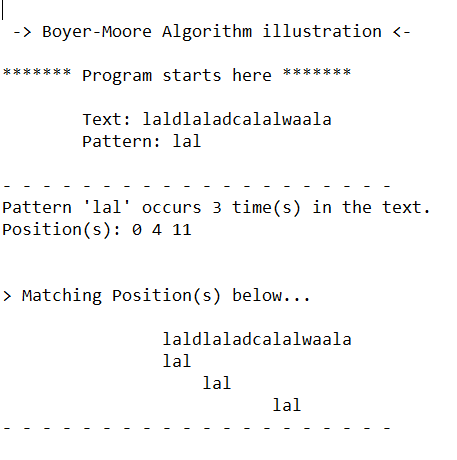 -> Boyer-Moore Algorithm illustration <-
******* Program starts here *******
Text: laldlaladcalalwaala
Pattern: lal
- - - - - - - - - - - - - - - - - - - -
Pattern 'lal' occurs 3 time(s) in the text.
Position(s): 0 4 11
> Matching Position(s) below...
laldlaladcalalwaala
lal
lal
lal
- - - - - - - - - - - - - - - - - - - -